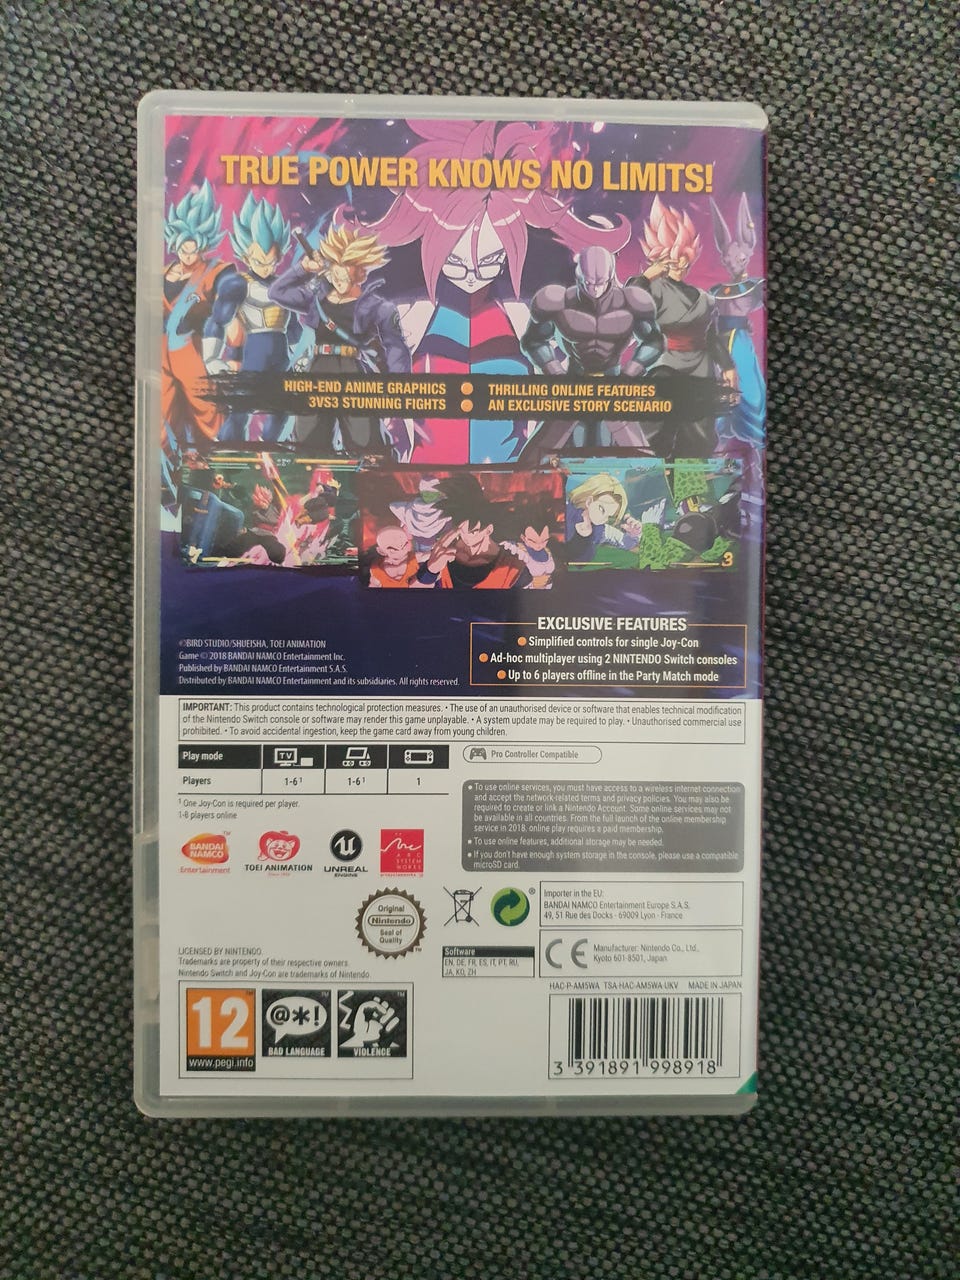 TRUE POWER KNOWS NO LIMITS!
HIGH-END ANIME GRAPHICS
3VS3 STUNNING FIGHTS
THRILLING ONLINE FEATURES
AN EXCLUSIVE STORY SCENARIO
3
EXCLUSIVE FEATURES
Simplified controls for single Joy-Con
Ad-hoc multiplayer using 2 NINTENDO Switch consoles
Up to 6 players offline in the Party Match mode
©BIRD STUDIO/SHUEISHA, TOEI ANIMATION
Game © 2018 BANDAI NAMCO Entertainment Inc.
Published by BANDAI NAMCO Entertainment S.A.S.
Distributed by BANDAI NAMCO Entertainment and its subsidiaries. All rights reserved.
IMPORTANT: This product contains technological protection measures. • The use of an unauthorised device or software that enables technical modification
of the Nintendo Switch console or software may render this game unplayable. • A system update may be required to play. • Unauthorised commercial use
prohibited. • To avoid accidental ingestion, keep the game card away from young children.
Play mode TV
Players 1-6¹ 1-6¹ 1
¹ One Joy-Con is required per player.
1-8 players online
Pro Controller Compatible
• To use online services, you must have access to a wireless internet connection
and accept the network-related terms and privacy policies. You may also be
required to create or link a Nintendo Account. Some online services may not
be available in all countries. From the full launch of the online membership
service in 2018, online play requires a paid membership.
• To use online features, additional storage may be needed.
• If you don't have enough system storage in the console, please use a compatible
microSD card.
BANDAI
NAMCO
Entertainment
TOEI ANIMATION
Since 1956
UNREAL
ENGINE
ARC
SYSTEM
WORKS
Original
Nintendo
Seal of
Quality
Importer in the EU:
BANDAI NAMCO Entertainment Europe S.A.S.
49, 51 Rue des Docks - 69009 Lyon - France
Software
EN, DE, FR, ES, IT, PT, RU,
JA, KO, ZH
CE
Manufacturer: Nintendo Co., Ltd.,
Kyoto 601-8501, Japan
LICENSED BY NINTENDO.
Trademarks are property of their respective owners.
Nintendo Switch and Joy-Con are trademarks of Nintendo.
HAC-P-AM5WA TSA-HAC-AM5WA-UKV MADE IN JAPAN
12
www.pegi.info
@*!
BAD LANGUAGE
VIOLENCE
3 391891 998918